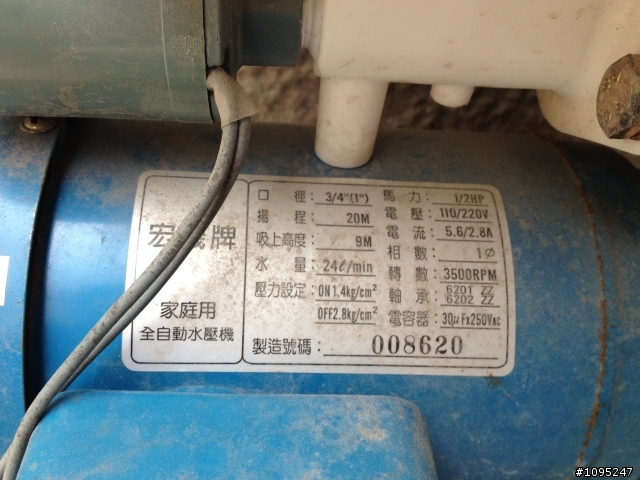 宏 牌
家庭用
全自動水壓機
口徑：3/4"(1")
揚程：20M
吸上高度：9M
水量：24ℓ/min
壓力設定：ON1.4kg/cm²
OFF2.8kg/cm²
馬力：1/2HP
電壓：110/220V
電流：5.6/2.8A
相數：1ϕ
轉數：3500RPM
軸承：6201 ZZ
6202 ZZ
電容器：30μFx250VAC
製造號碼：008620
#1095247